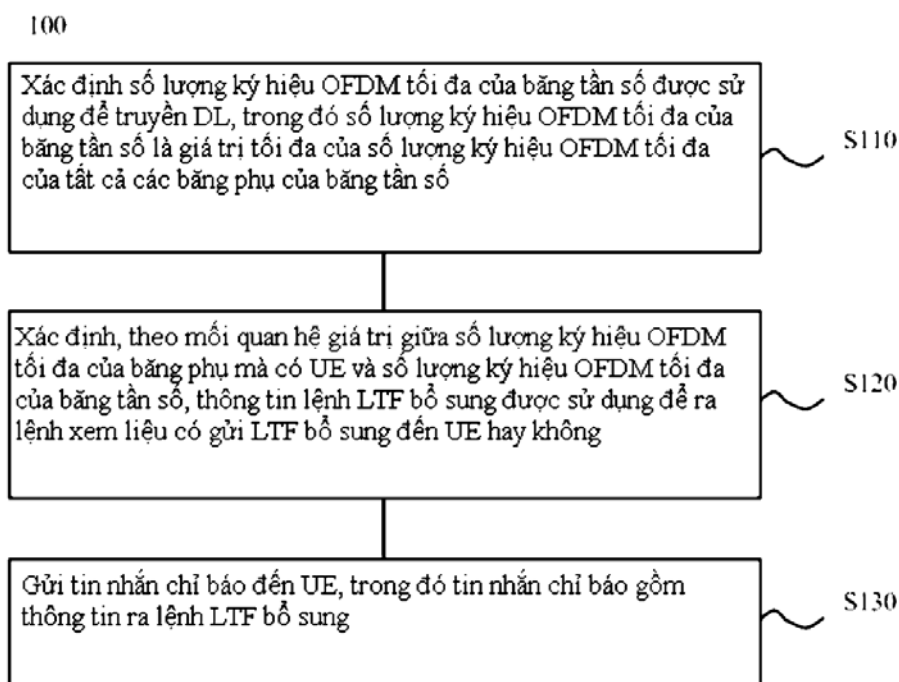 100
Xác định số lượng ký hiệu OFDM tối đa của băng tần số được sử
dụng để truyền DL, trong đó số lượng ký hiệu OFDM tối đa của
băng tần số là giá trị tối đa của số lượng ký hiệu OFDM tối đa
của tất cả các băng phụ của băng tần số
S110
Xác định, theo mối quan hệ giá trị giữa số lượng ký hiệu OFDM
tối đa của băng phụ mà có UE và số lượng ký hiệu OFDM tối đa
của băng tần số, thông tin lệnh LTF bổ sung được sử dụng để ra
lệnh xem liệu có gửi LTF bổ sung đến UE hay không
S120
Gửi tin nhắn chỉ báo đến UE, trong đó tin nhắn chỉ báo gồm
thông tin ra lệnh LTF bổ sung
S130